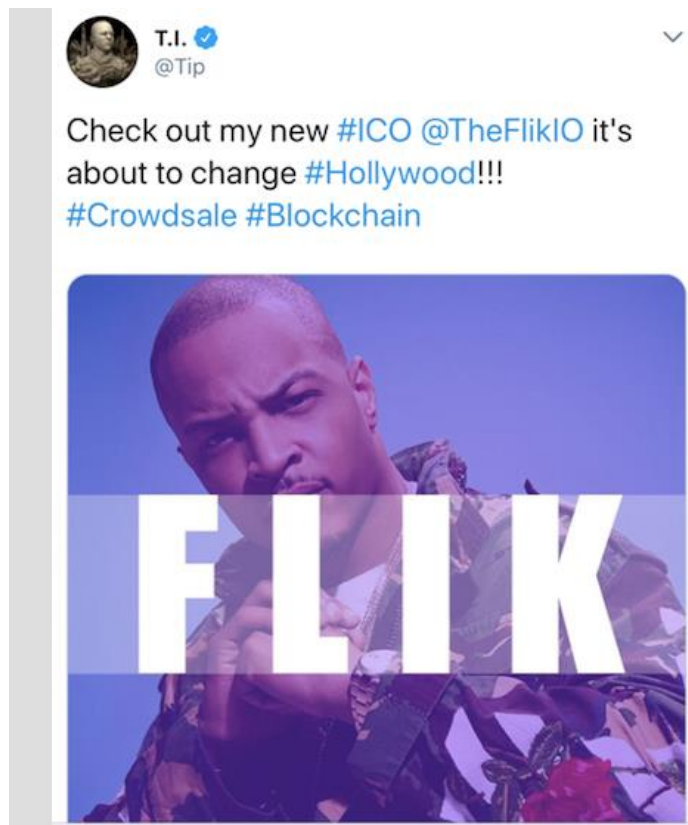 T.I.
@Tip
Check out my new #ICO @TheFlikIO it's
about to change #Hollywood!!!
#Crowdsale #Blockchain
FLIK